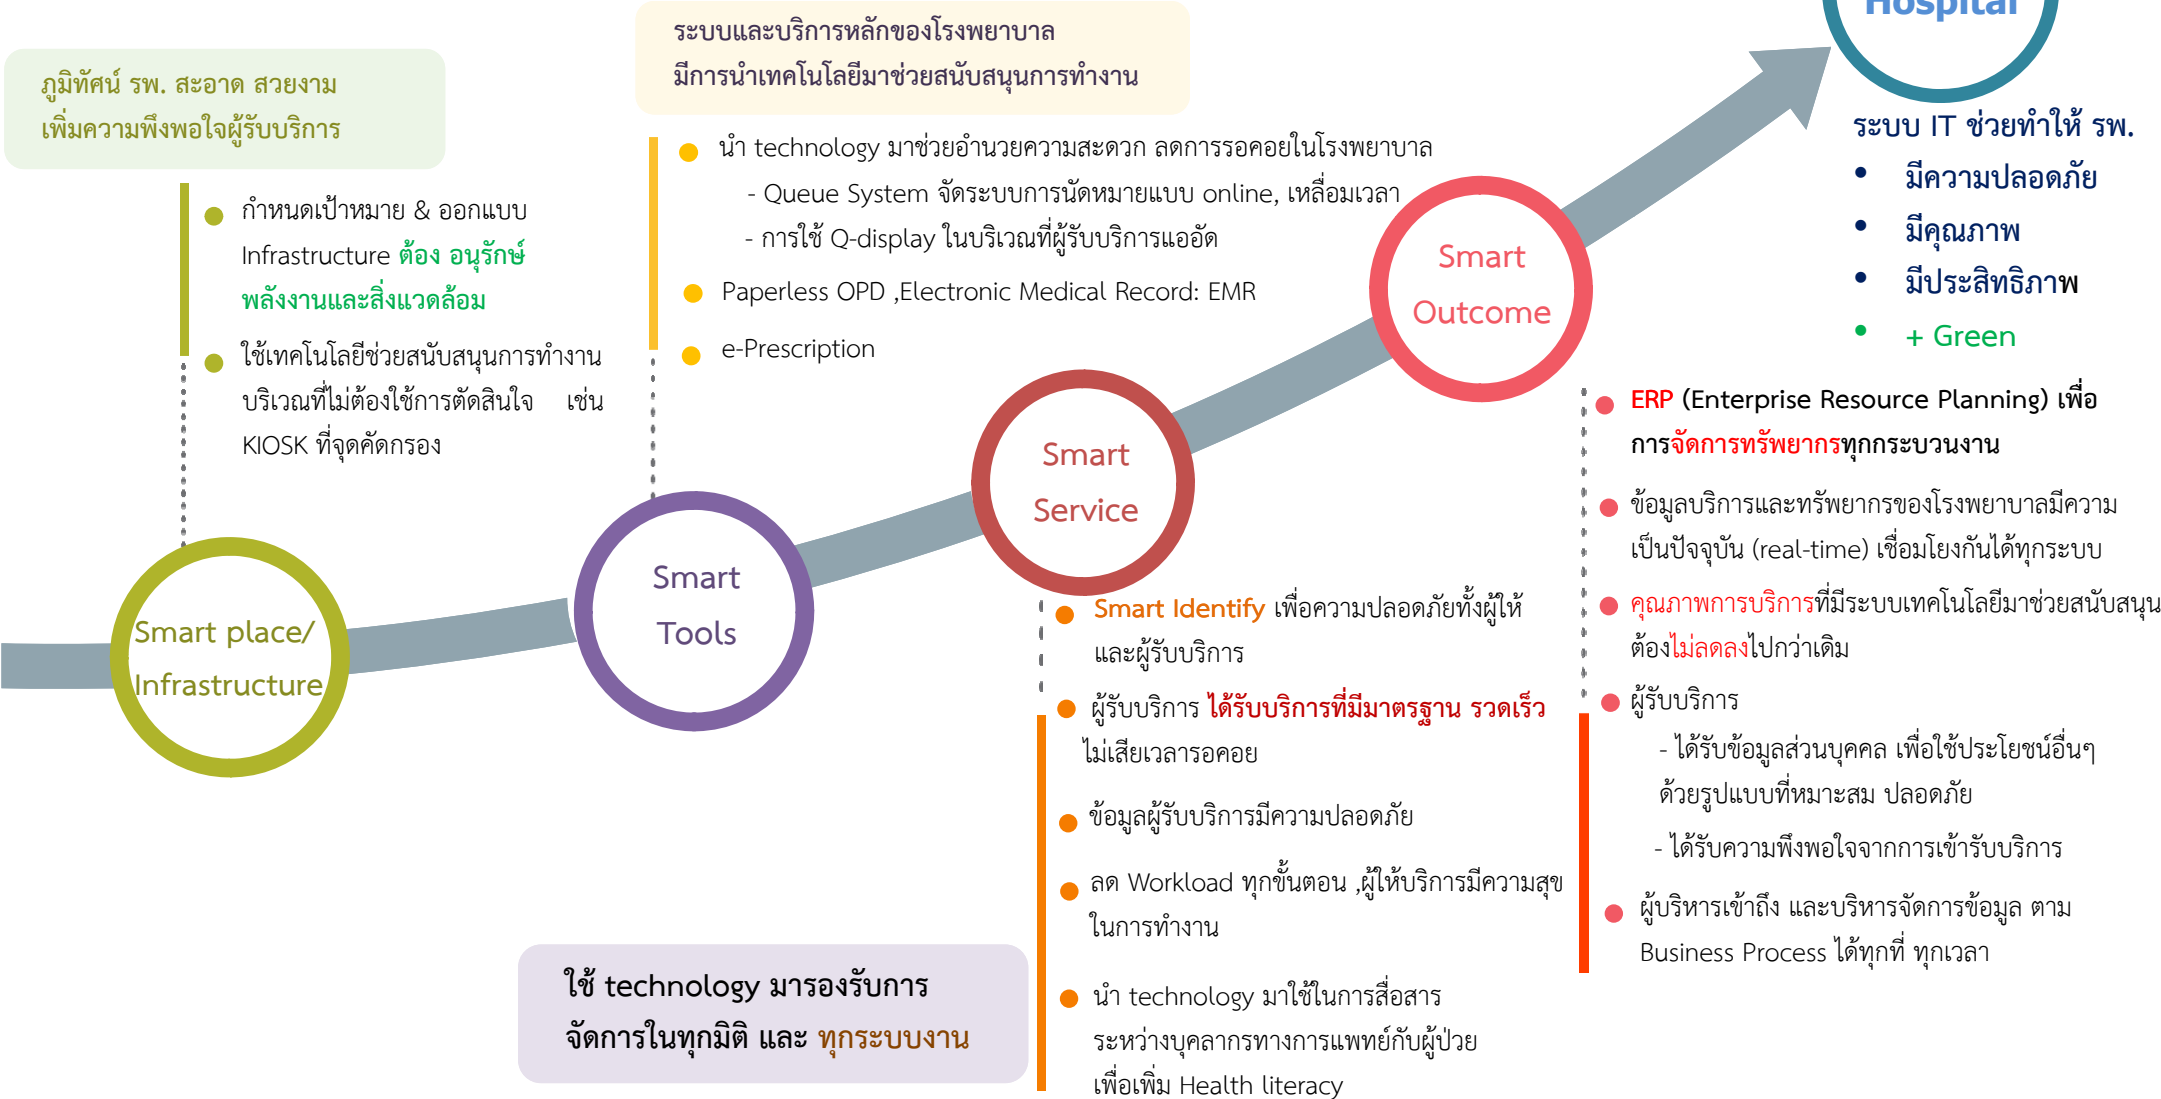 ภูมิทัศน์ รพ. สะอาด สวยงาม
เพิ่มความพึงพอใจผู้รับบริการ
กำหนดเป้าหมาย & ออกแบบ
Infrastructure ต้อง อนุรักษ์
พลังงานและสิ่งแวดล้อม
ใช้เทคโนโลยีช่วยสนับสนุนการทำงาน
บริเวณที่ไม่ต้องใช้การตัดสินใจ เช่น
KIOSK ที่จุดคัดกรอง
Smart place/
Infrastructure
ระบบและบริการหลักของโรงพยาบาล
มีการนำเทคโนโลยีมาช่วยสนับสนุนการทำงาน
นำ technology มาช่วยอำนวยความสะดวก ลดการรอคอยในโรงพยาบาล
- Queue System จัดระบบการนัดหมายแบบ online, เหลื่อมเวลา
- การใช้ Q-display ในบริเวณที่ผู้รับบริการแออัด
Paperless OPD ,Electronic Medical Record: EMR
e-Prescription
Smart
Tools
Smart
Service
ใช้ technology มารองรับการ
จัดการในทุกมิติ และ ทุกระบบงาน
Smart Identify เพื่อความปลอดภัยทั้งผู้ให้
และผู้รับบริการ
ผู้รับบริการ ได้รับบริการที่มีมาตรฐาน รวดเร็ว
ไม่เสียเวลารอคอย
ข้อมูลผู้รับบริการมีความปลอดภัย
ลด Workload ทุกขั้นตอน ,ผู้ให้บริการมีความสุข
ในการทำงาน
นำ technology มาใช้ในการสื่อสาร
ระหว่างบุคลากรทางการแพทย์กับผู้ป่วย
เพื่อเพิ่ม Health literacy
Smart
Outcome
Hospital
ระบบ IT ช่วยทำให้ รพ.
• มีความปลอดภัย
• มีคุณภาพ
• มีประสิทธิภาพ
• + Green
ERP (Enterprise Resource Planning) เพื่อ
การจัดการทรัพยากรทุกกระบวนงาน
ข้อมูลบริการและทรัพยากรของโรงพยาบาลมีความ
เป็นปัจจุบัน (real-time) เชื่อมโยงกันได้ทุกระบบ
คุณภาพการบริการที่มีระบบเทคโนโลยีมาช่วยสนับสนุน
ต้องไม่ลดลงไปกว่าเดิม
ผู้รับบริการ
- ได้รับข้อมูลส่วนบุคคล เพื่อใช้ประโยชน์อื่นๆ
ด้วยรูปแบบที่หมาะสม ปลอดภัย
- ได้รับความพึงพอใจจากการเข้ารับบริการ
ผู้บริหารเข้าถึง และบริหารจัดการข้อมูล ตาม
Business Process ได้ทุกที่ ทุกเวลา